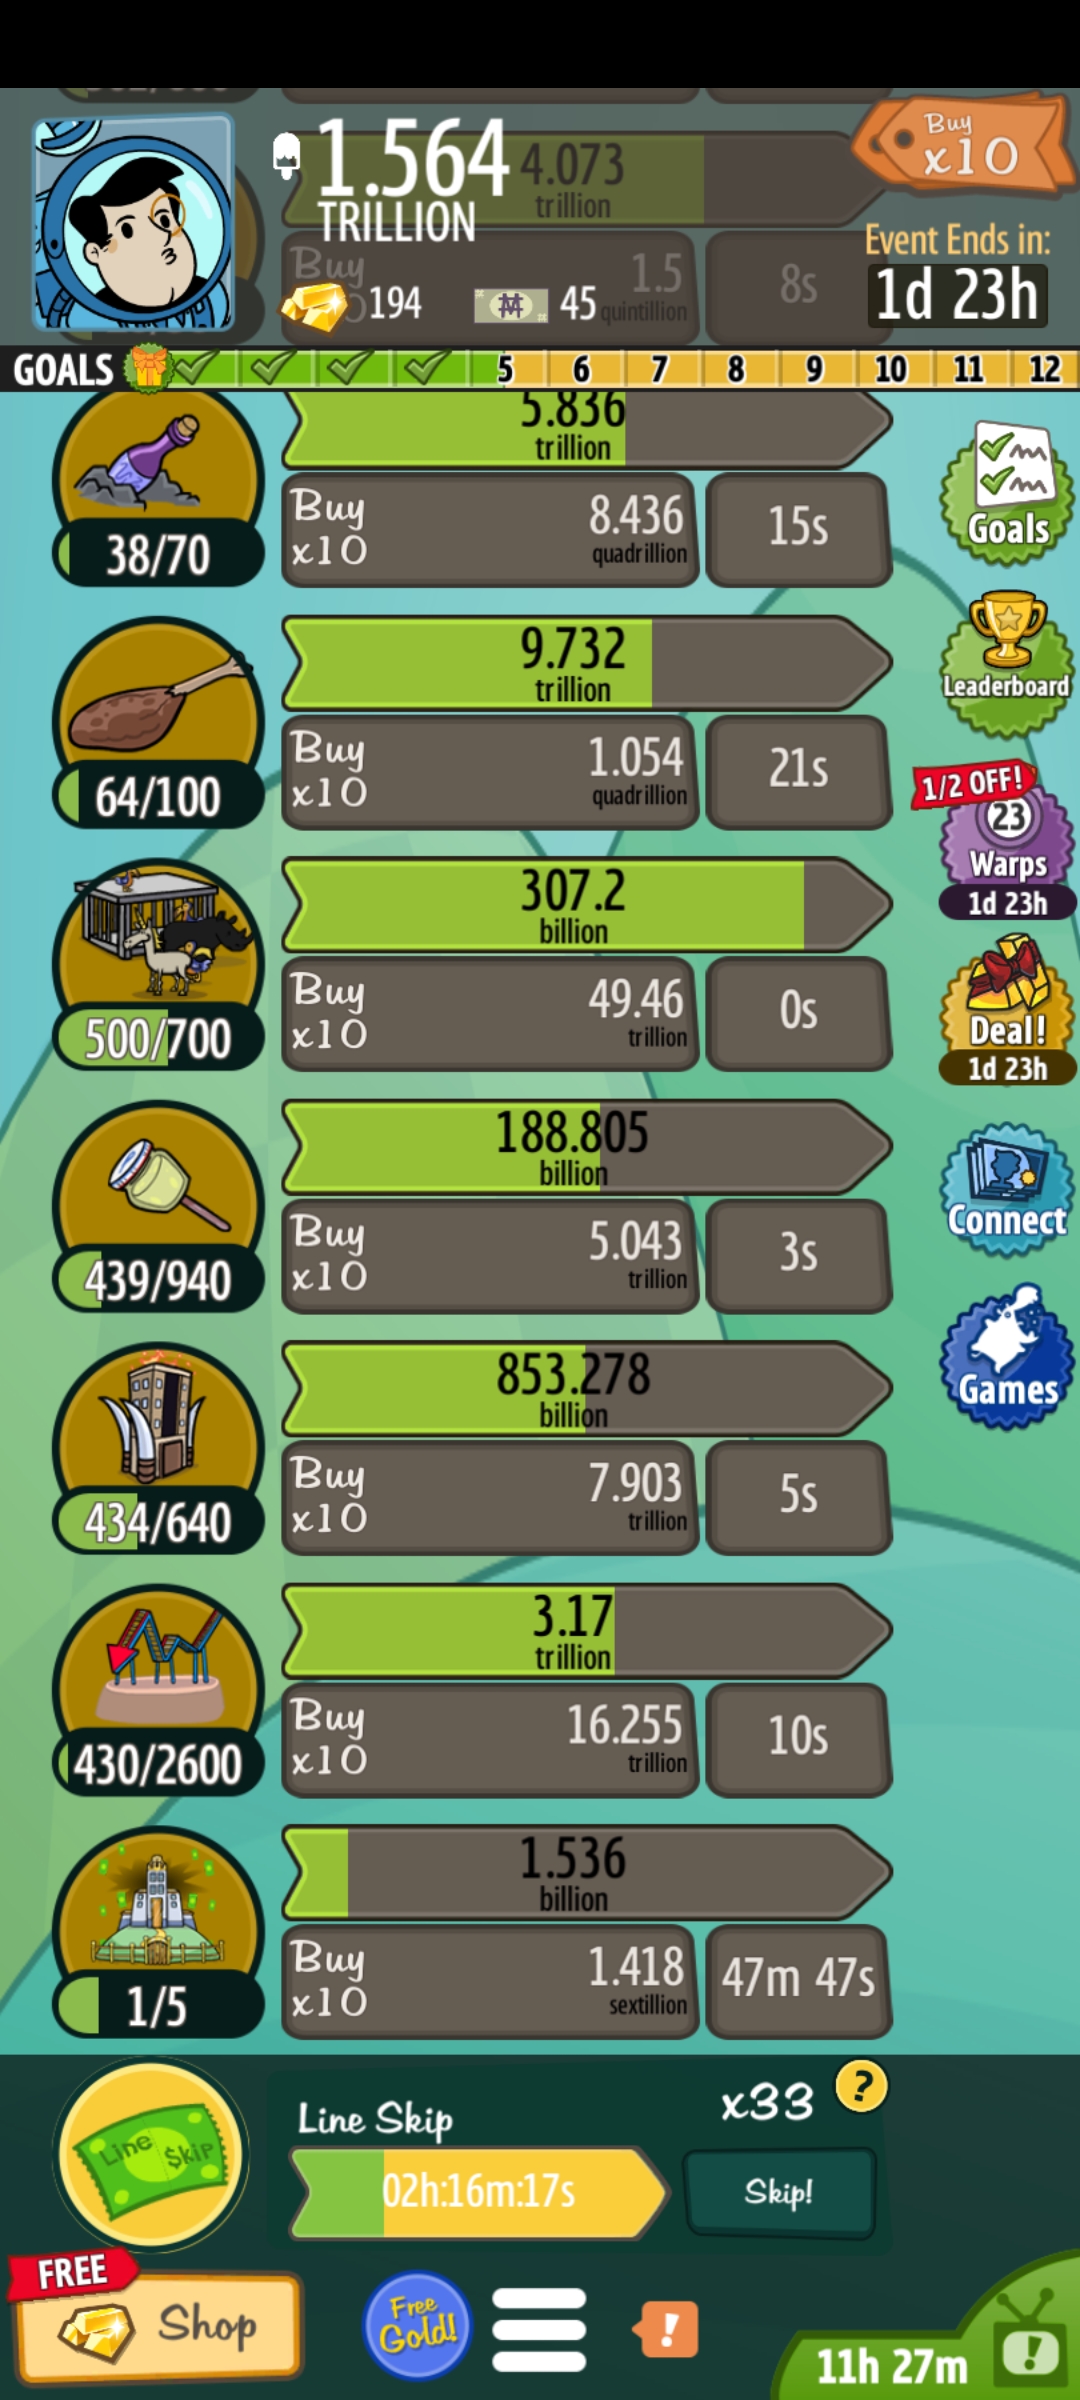 Buy
x10
1.564
TRILLION
4.073
trillion
Buy
1.5
quintillion
8s
194
45
Event Ends in:
1d 23h
GOALS
5 6 7 8 9 10 11 12
5.836
trillion
38/70
Buy
x10
8.436
quadrillion
15s
Goals
9.732
trillion
64/100
Buy
x10
1.054
quadrillion
21s
Leaderboard
1/2 OFF!
23
Warps
1d 23h
307.2
billion
500/700
Buy
x10
49.46
trillion
0s
Deal!
1d 23h
188.805
billion
439/940
Buy
x10
5.043
trillion
3s
Connect
853.278
billion
434/640
Buy
x10
7.903
trillion
5s
Games
3.17
trillion
430/2600
Buy
x10
16.255
trillion
10s
1.536
billion
1/5
Buy
x10
1.418
sextillion
47m 47s
Line $kip
Line Skip
x33
?
02h:16m:17s
Skip!
FREE
Shop
Free
Gold!
!
11h 27m
!